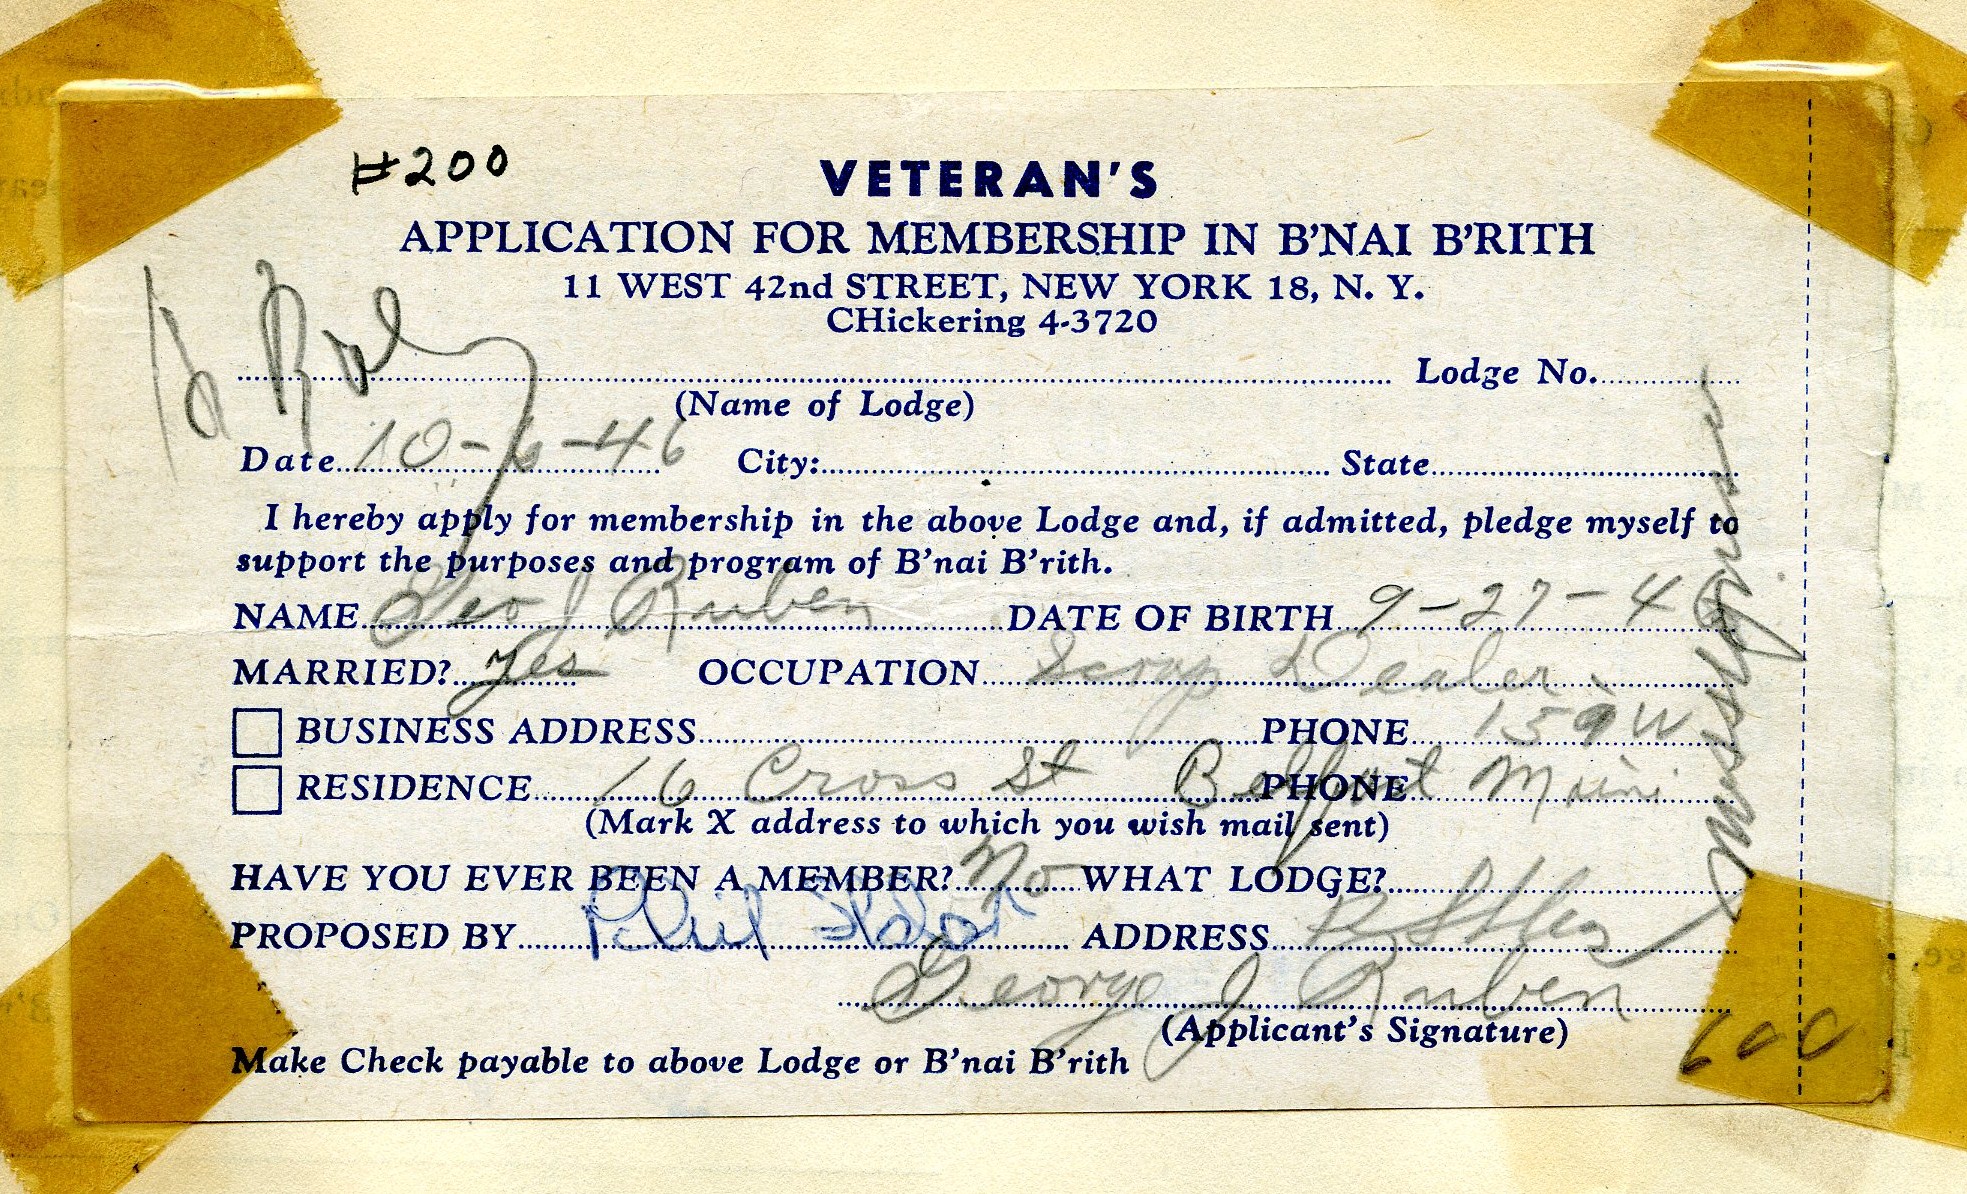 #200
VETERAN'S
APPLICATION FOR MEMBERSHIP IN B'NAI B'RITH
11 WEST 42nd STREET, NEW YORK 18, N. Y.
CHickering 4-3720
Lodge No.
(Name of Lodge)
Date 10-6-46 City: State
I hereby apply for membership in the above Lodge and, if admitted, pledge myself to
support the purposes and program of B'nai B'rith.
NAME Geo J Ruben DATE OF BIRTH 9-27-4
MARRIED? Yes OCCUPATION Scrap Dealer
BUSINESS ADDRESS PHONE 159W
RESIDENCE 16 Cross St Belfast Maine PHONE
(Mark X address to which you wish mail sent)
HAVE YOU EVER BEEN A MEMBER? No WHAT LODGE?
PROPOSED BY Phil ADDRESS
George J Ruben
(Applicant's Signature)
600
Make Check payable to above Lodge or B'nai B'rith